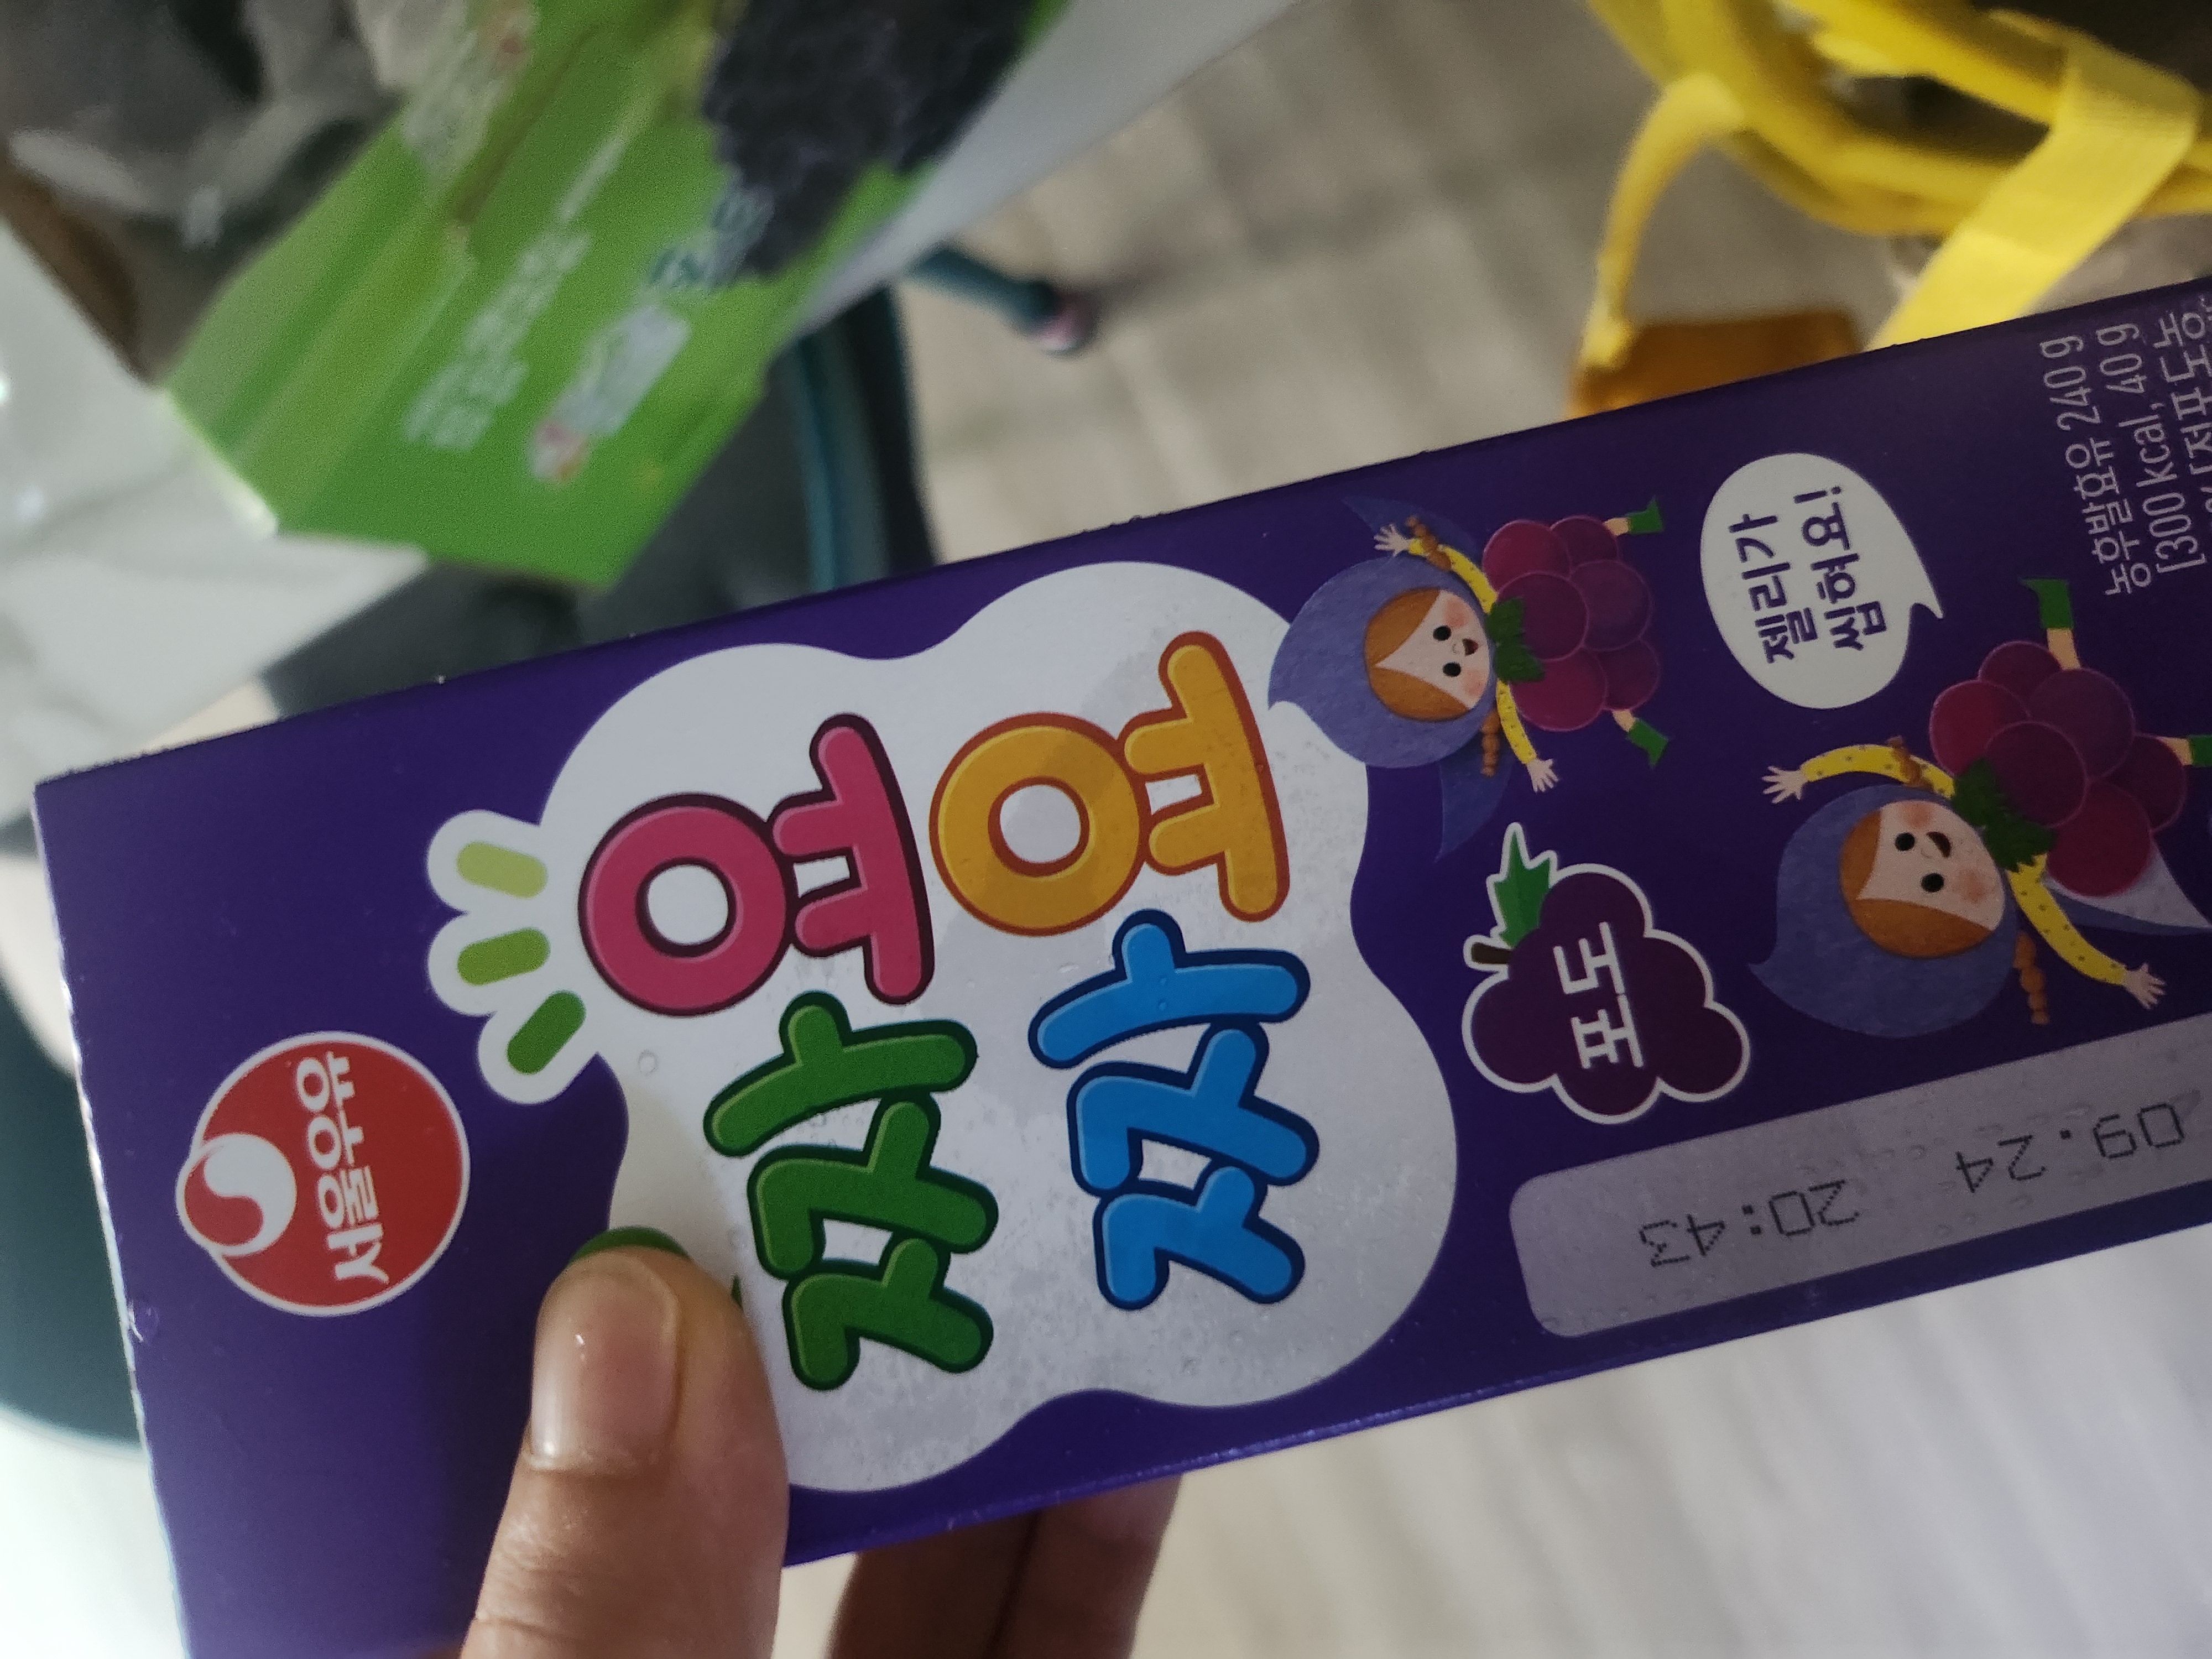 서울우유
짜요
짜요
포도
젤리가
씹혀요!
농후발효유 240 g
[300 kcal, 40 g
09.24 20:43